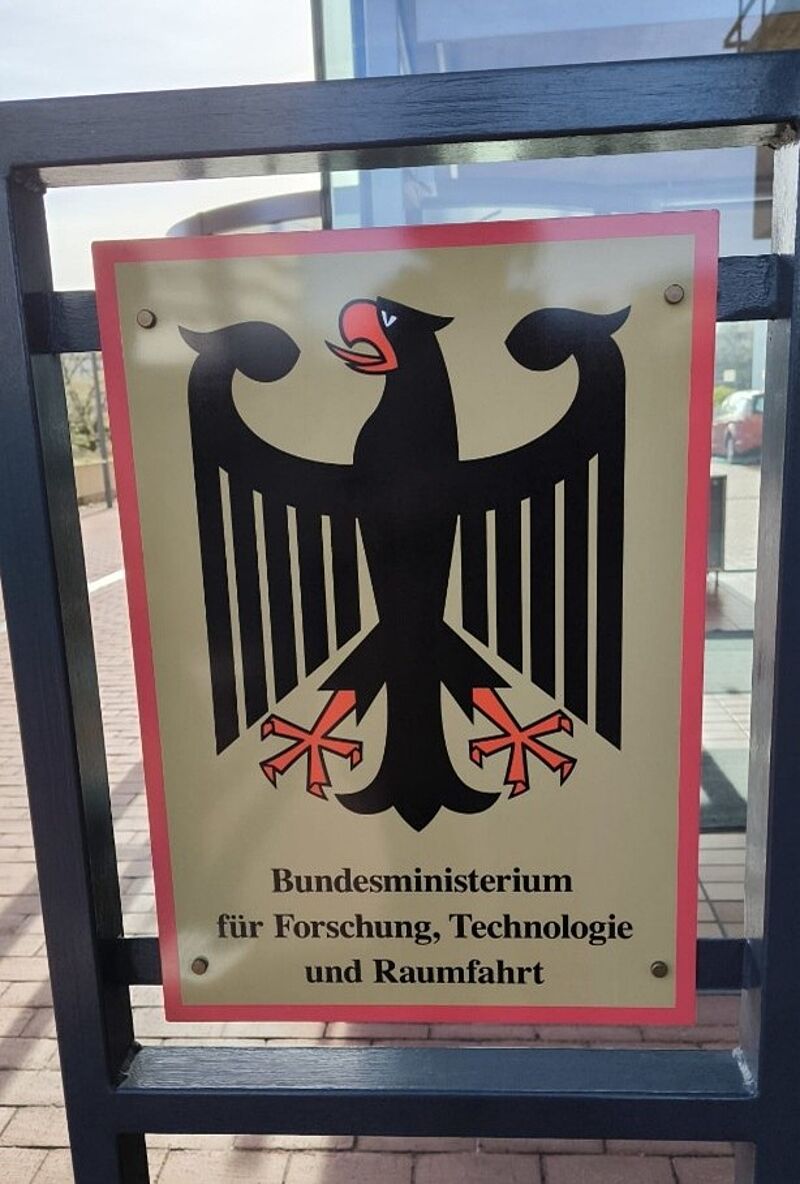 Bundesministerium
für Forschung, Technologie
und Raumfahrt